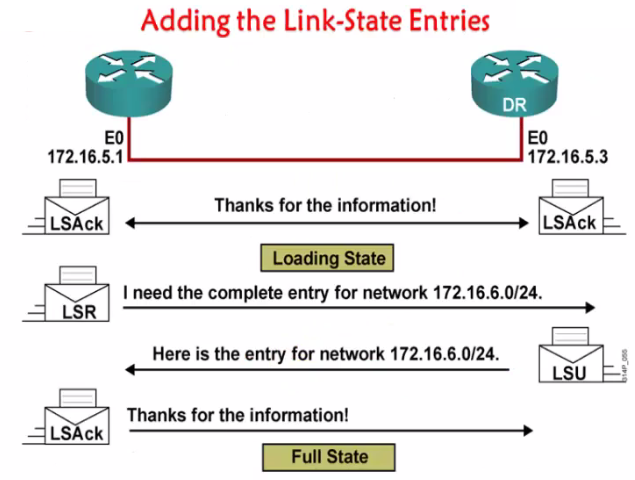 Adding the Link-State Entries
DR
E0
172.16.5.1
E0
172.16.5.3
LSAck
Thanks for the information!
LSAck
Loading State
LSR
I need the complete entry for network 172.16.6.0/24.
Here is the entry for network 172.16.6.0/24.
LSU
LSAck
Thanks for the information!
Full State